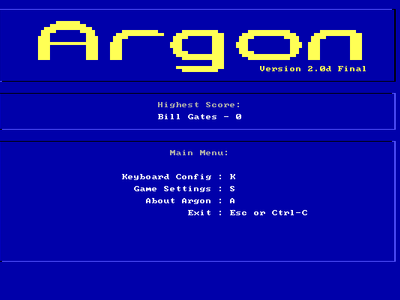 Argon
Version 2.0d Final
Highest Score:
Bill Gates - 0
Main Menu:
Keyboard Config : K
Game Settings : S
About Argon : A
Exit : Esc or Ctrl-C